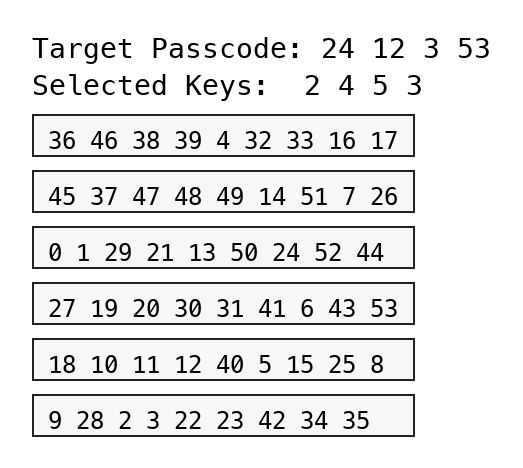 Target Passcode: 24 12 3 53
Selected Keys: 2 4 5 3
36 46 38 39 4 32 33 16 17
45 37 47 48 49 14 51 7 26
0 1 29 21 13 50 24 52 44
27 19 20 30 31 41 6 43 53
18 10 11 12 40 5 15 25 8
9 28 2 3 22 23 42 34 35